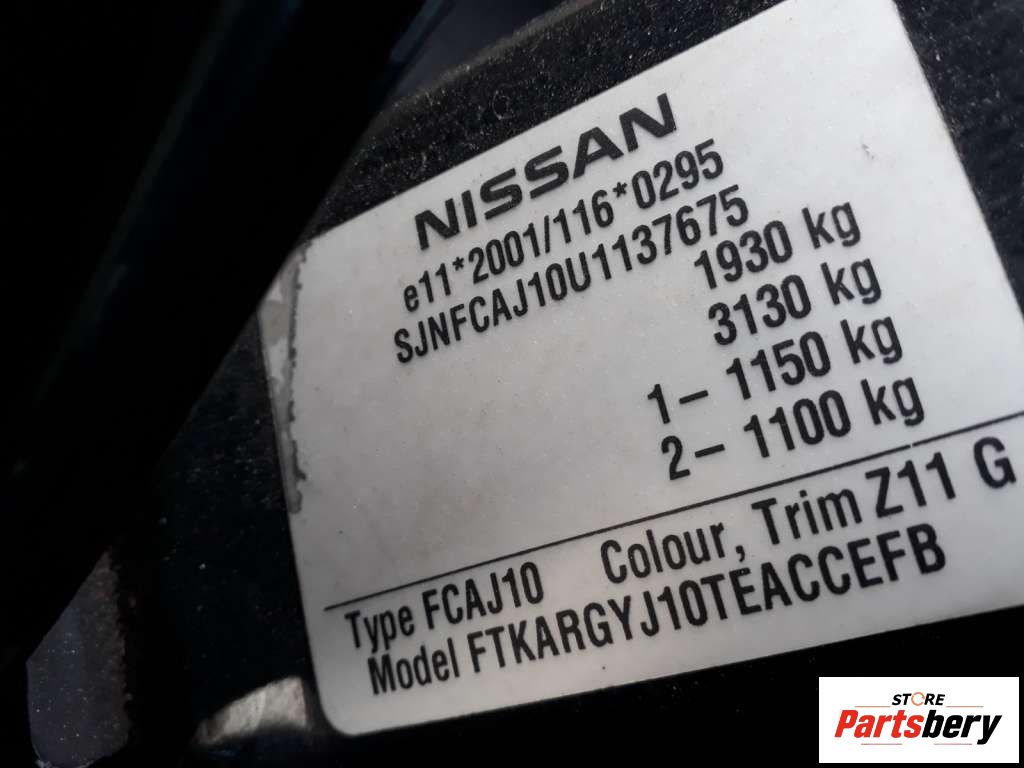 NISSAN
e11*2001/116*0295
SJNFCAJ10U1137675
1930 kg
3130 kg
1– 1150 kg
2– 1100 kg
Type FCAJ10 Colour, Trim Z11 G
Model FTKARGYJ10TEACCEFB
STORE
Partsbery